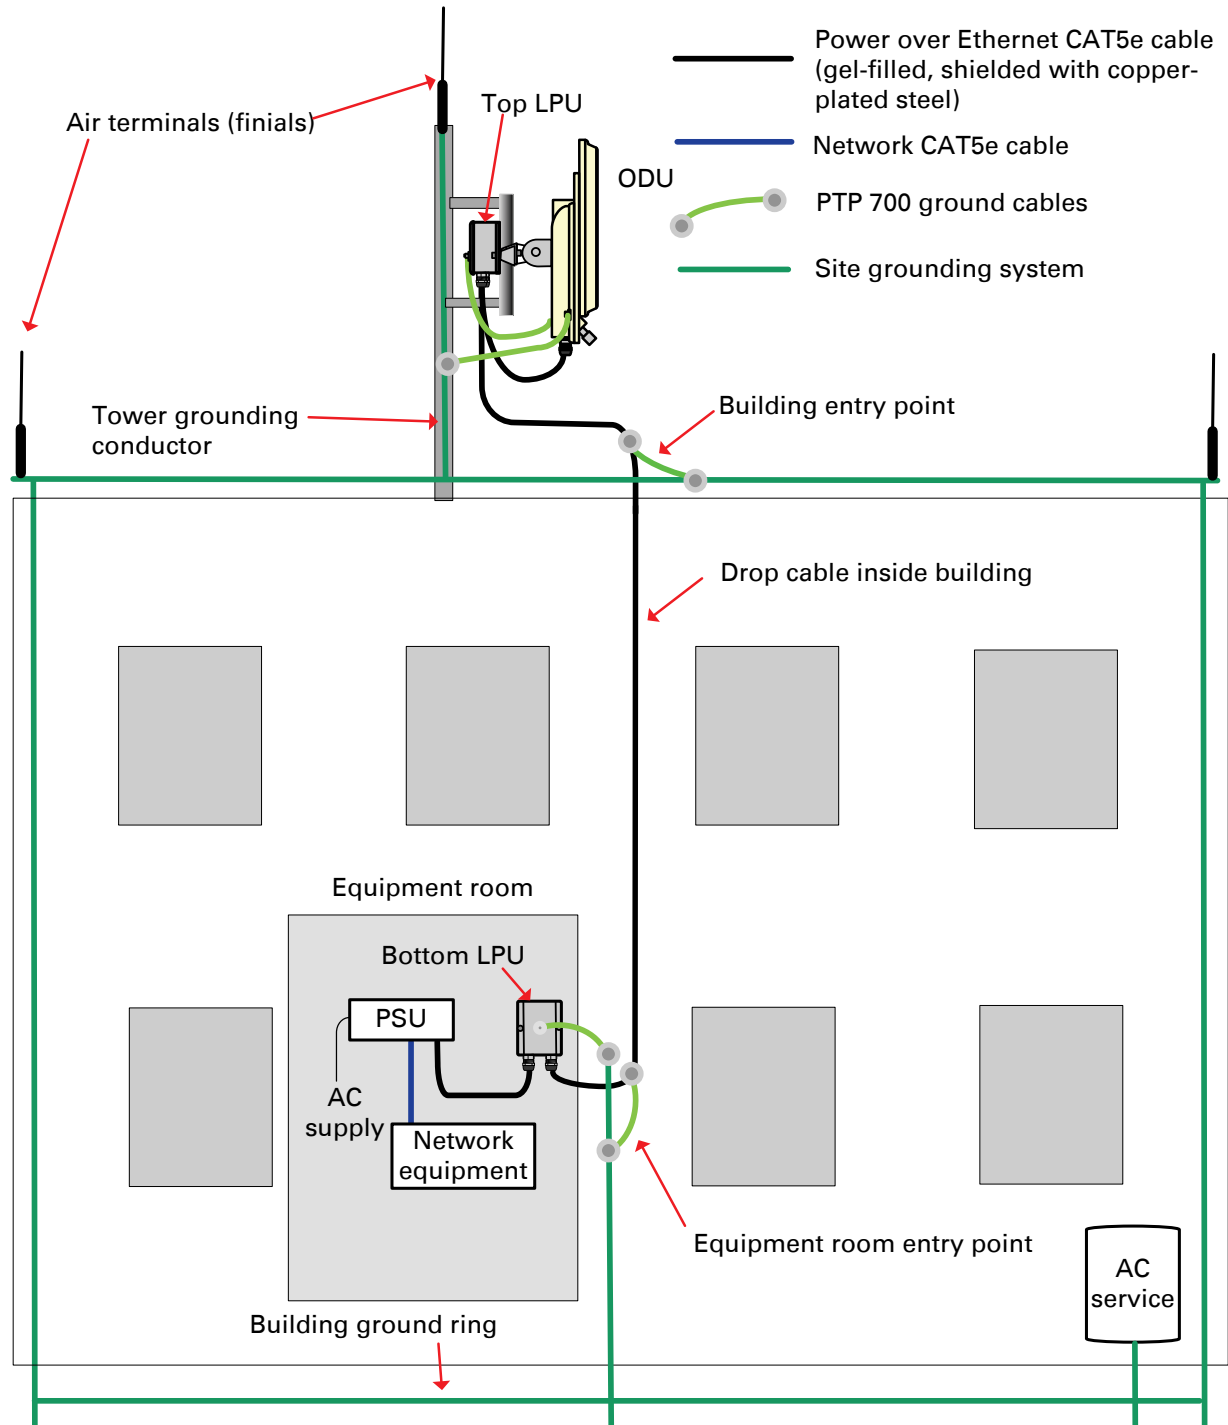 Power over Ethernet CAT5e cable
(gel-filled, shielded with copper-
plated steel)
Network CAT5e cable
PTP 700 ground cables
Site grounding system
Air terminals (finials)
Top LPU
ODU
Tower grounding
conductor
Building entry point
Drop cable inside building
Equipment room
Bottom LPU
PSU
AC
supply
Network
equipment
Equipment room entry point
AC
service
Building ground ring